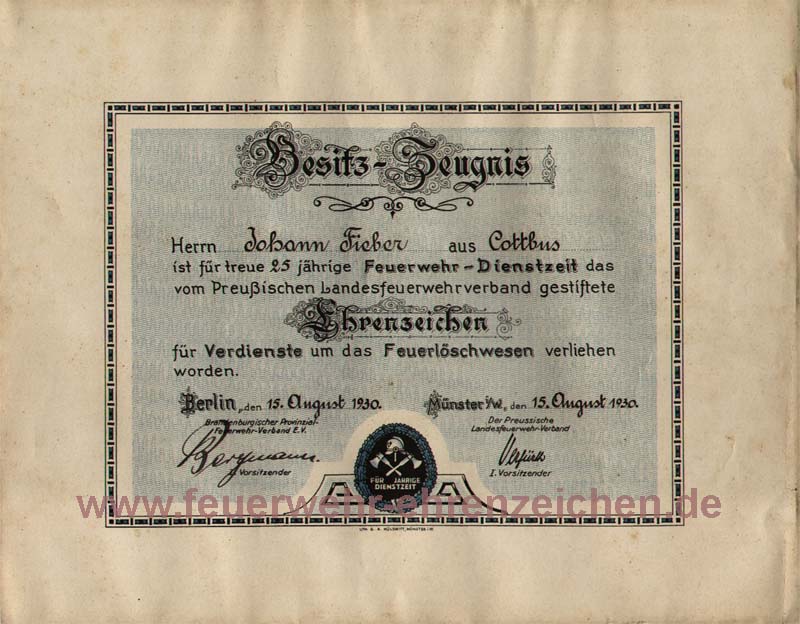 Besitz-Zeugnis
Herrn Johann Fieber aus Cottbus
ist für treue 25 jährige Feuerwehr-Dienstzeit das
vom Preußischen Landesfeuerwehrverband gestiftete
Ehrenzeichen
für Verdienste um das Feuerlöschwesen verliehen
worden.
Berlin, den 15. August 1930.
Brandenburgischer Provinzial-
Feuerwehr-Verband E.V.
Bergmann
I. Vorsitzender
Münster i/W., den 15. August 1930.
Der Preussische
Landesfeuerwehr-Verband
I. Vorsitzender
FÜR JÄHRIGE
DIENSTZEIT
www.feuerwehr-ehrenzeichen.de